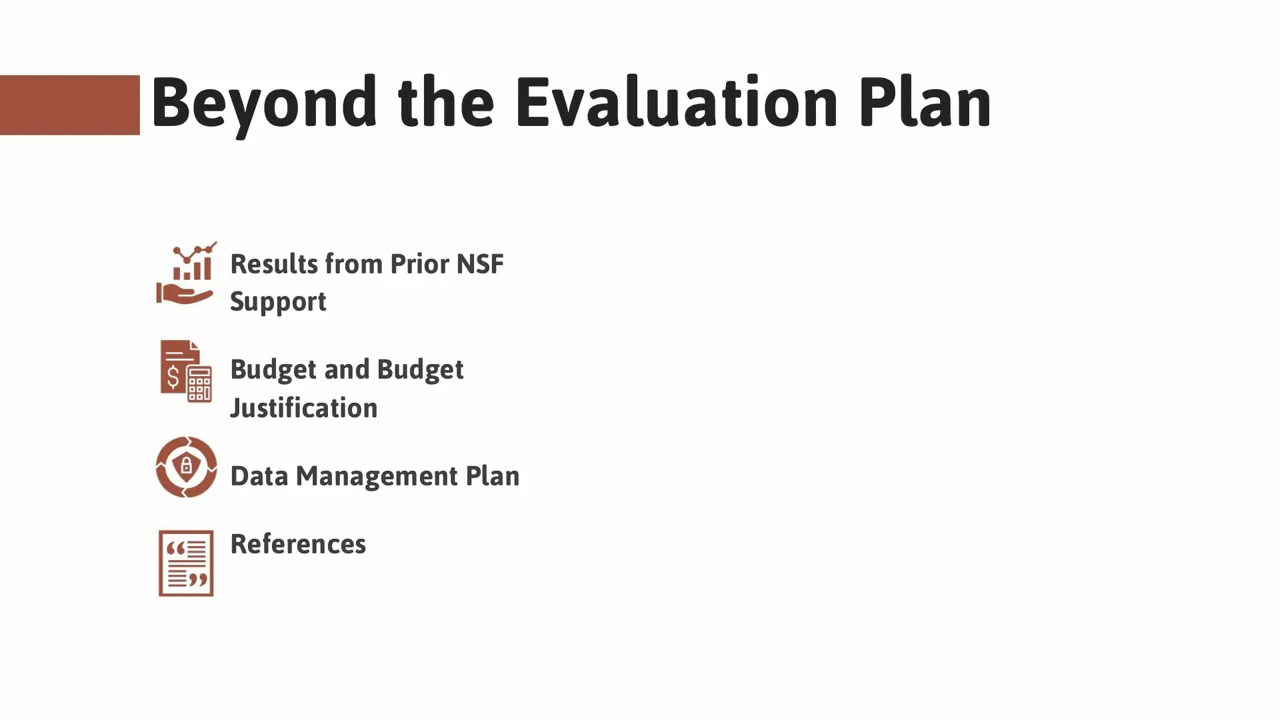 Beyond the Evaluation Plan
Results from Prior NSF
Support
Budget and Budget
Justification
Data Management Plan
References